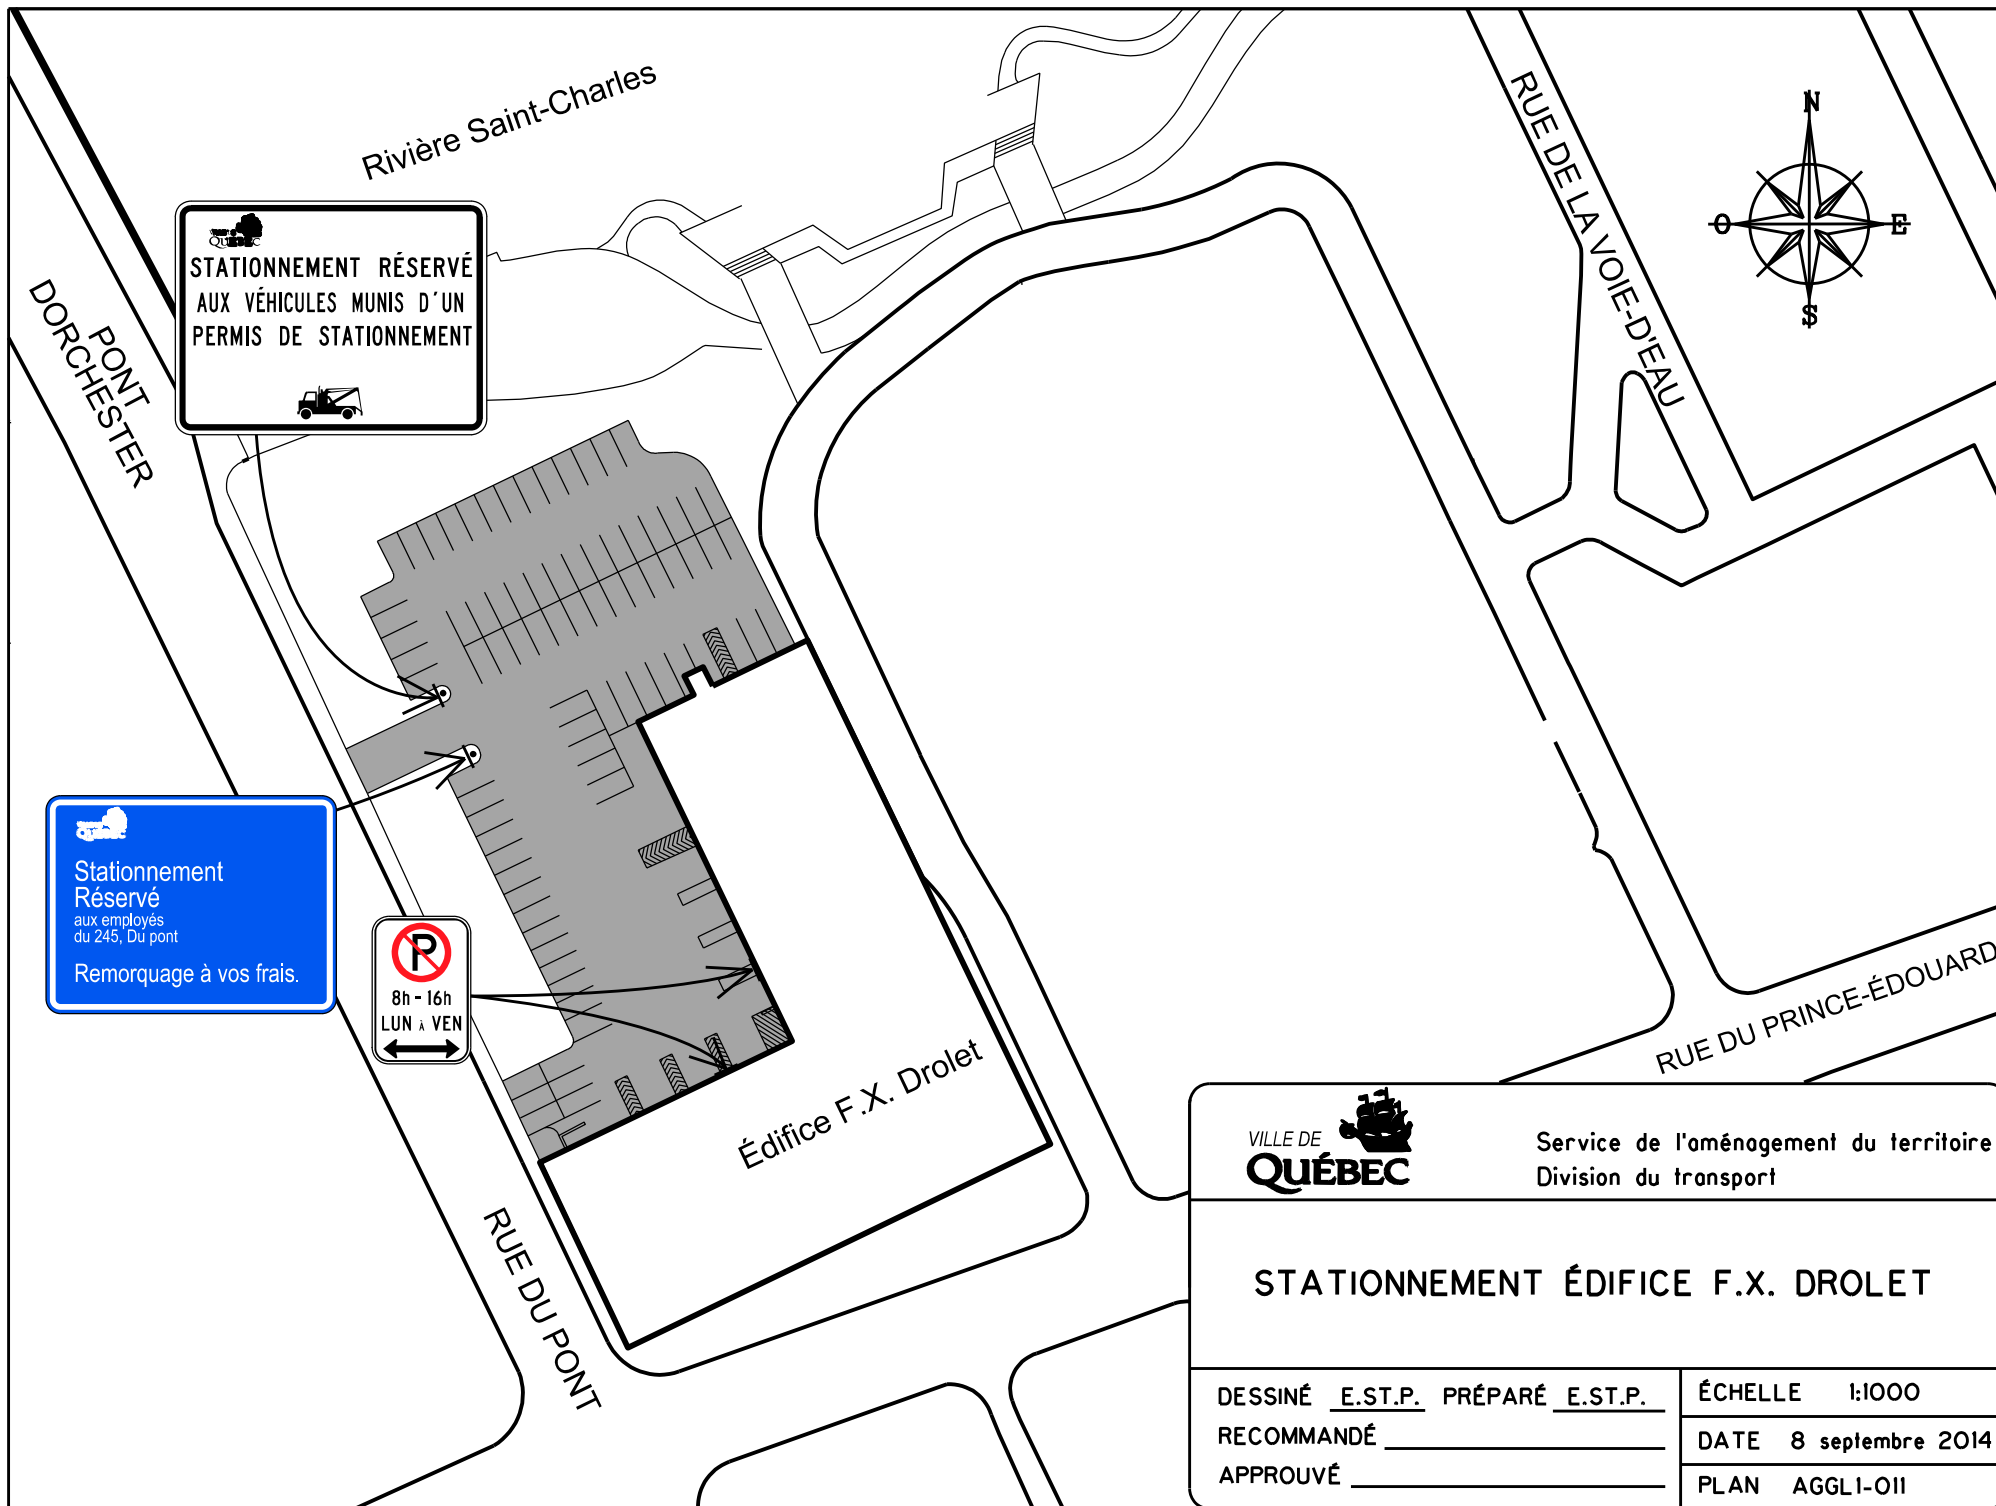 Rivière Saint-Charles
RUE DE LA VOIE-D'EAU
N
O
E
S
PONT
DORCHESTER
QUÉBEC
STATIONNEMENT RÉSERVÉ
AUX VÉHICULES MUNIS D'UN
PERMIS DE STATIONNEMENT
QUÉBEC
Stationnement
Réservé
aux employés
du 245, Du pont
Remorquage à vos frais.
P
8h - 16h
LUN À VEN
Édifice F.X. Drolet
RUE DU PONT
RUE DU PRINCE-ÉDOUARD
VILLE DE
QUÉBEC
Service de l'aménagement du territoire
Division du transport
STATIONNEMENT ÉDIFICE F.X. DROLET
DESSINÉ E.ST.P. PRÉPARÉ E.ST.P.
RECOMMANDÉ
APPROUVÉ
ÉCHELLE 1:1000
DATE 8 septembre 2014
PLAN AGGL1-011